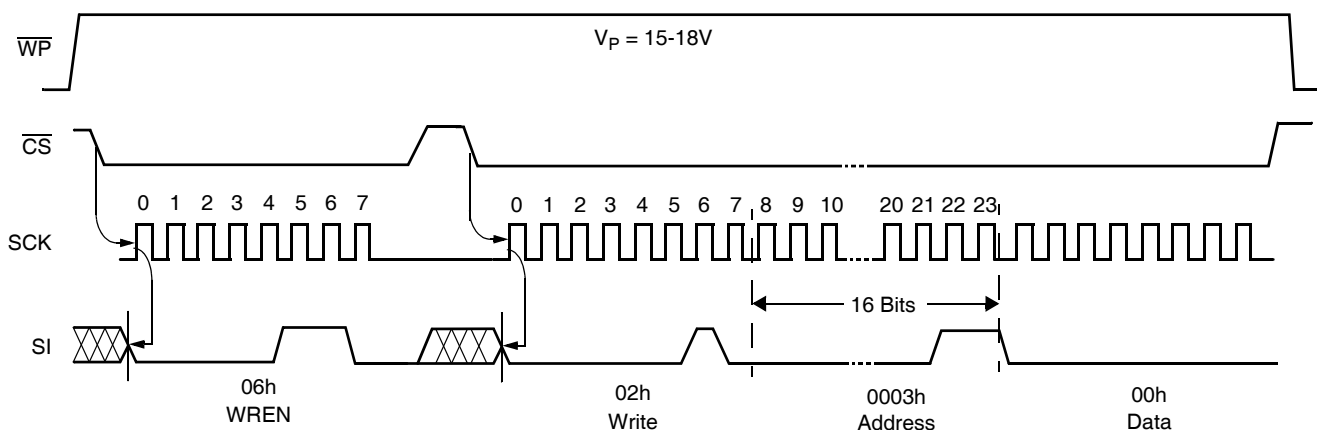 WP
V_P = 15-18V
CS
0 1 2 3 4 5 6 7
0 1 2 3 4 5 6 7 8 9 10 20 21 22 23
SCK
16 Bits
SI
06h
WREN
02h
Write
0003h
Address
00h
Data